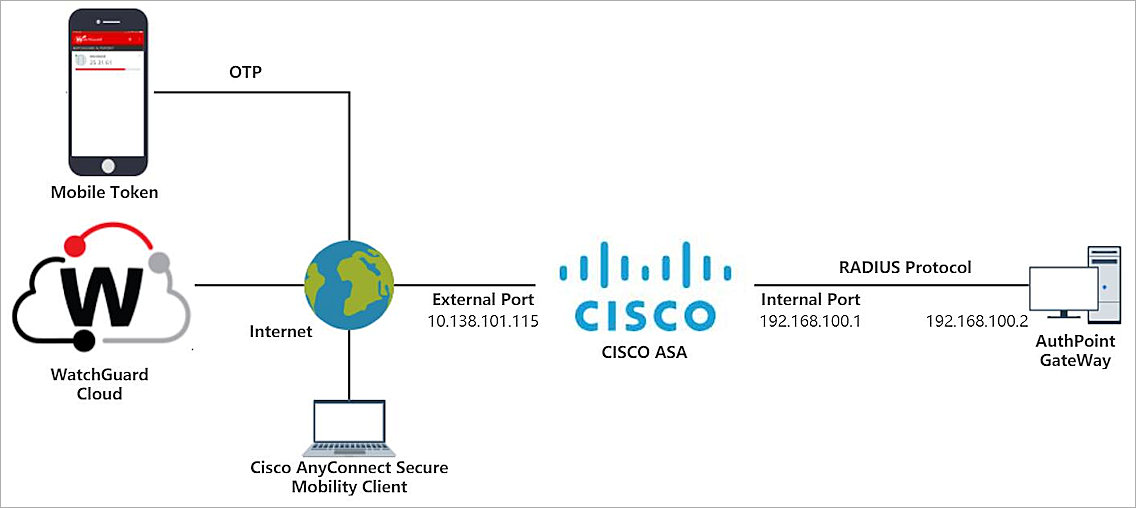 OTP
Mobile Token
W
Internet
External Port
10.138.101.115
CISCO
CISCO ASA
RADIUS Protocol
Internal Port
192.168.100.1
192.168.100.2
AuthPoint
GateWay
WatchGuard
Cloud
Cisco AnyConnect Secure
Mobility Client